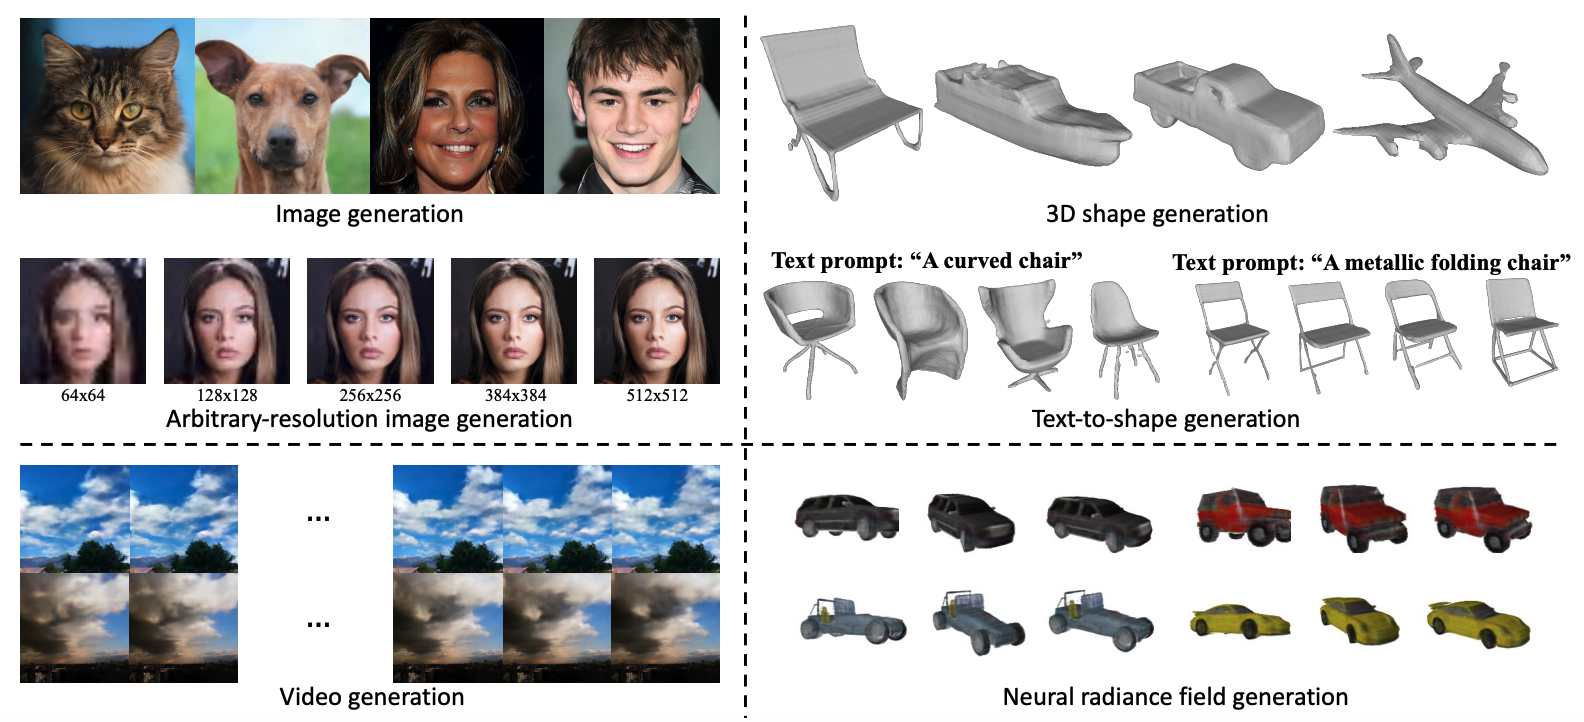 Image generation
3D shape generation
Text prompt: “A curved chair”
Text prompt: “A metallic folding chair”
64x64
128x128
256x256
384x384
512x512
Arbitrary-resolution image generation
Text-to-shape generation
...
...
Video generation
Neural radiance field generation